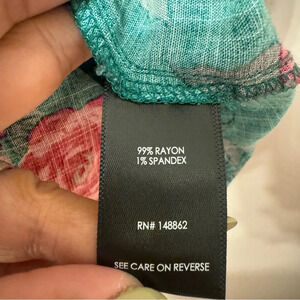 99% RAYON
1% SPANDEX
RN# 148862
SEE CARE ON REVERSE